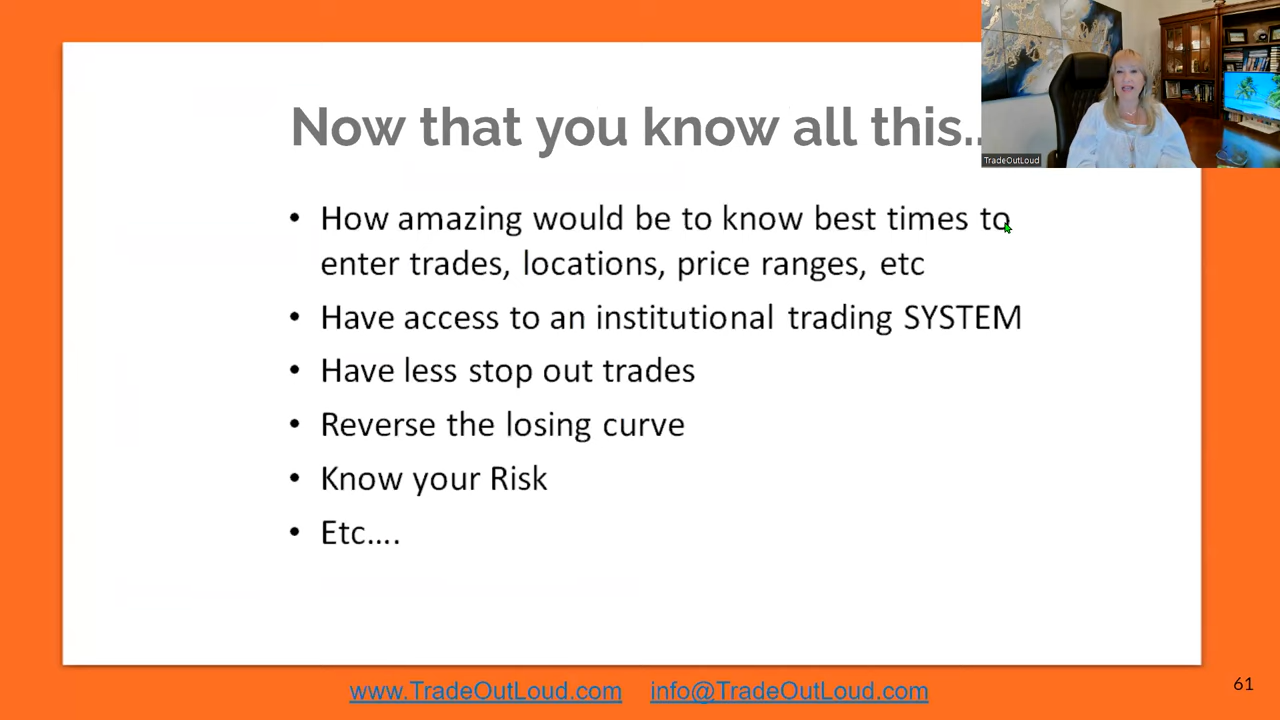 Now that you know all this..
TradeOutLoud
• How amazing would be to know best times to
enter trades, locations, price ranges, etc
• Have access to an institutional trading SYSTEM
• Have less stop out trades
• Reverse the losing curve
• Know your Risk
• Etc....
www.TradeOutLoud.com info@TradeOutLoud.com
61